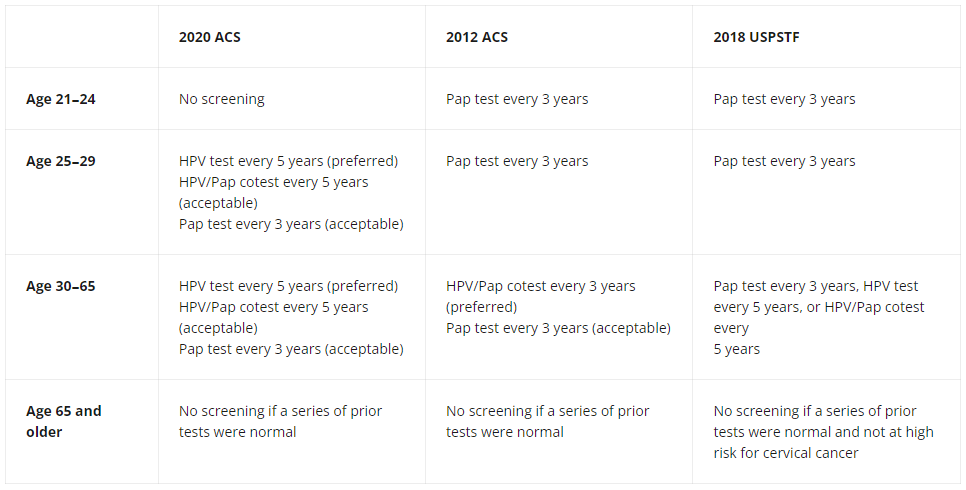 2020 ACS
2012 ACS
2018 USPSTF
Age 21–24
No screening
Pap test every 3 years
Pap test every 3 years
Age 25–29
HPV test every 5 years (preferred)
HPV/Pap cotest every 5 years
(acceptable)
Pap test every 3 years (acceptable)
Pap test every 3 years
Pap test every 3 years
Age 30–65
HPV test every 5 years (preferred)
HPV/Pap cotest every 5 years
(acceptable)
Pap test every 3 years (acceptable)
HPV/Pap cotest every 3 years
(preferred)
Pap test every 3 years (acceptable)
Pap test every 3 years, HPV test
every 5 years, or HPV/Pap cotest
every
5 years
Age 65 and
older
No screening if a series of prior
tests were normal
No screening if a series of prior
tests were normal
No screening if a series of prior
tests were normal and not at high
risk for cervical cancer